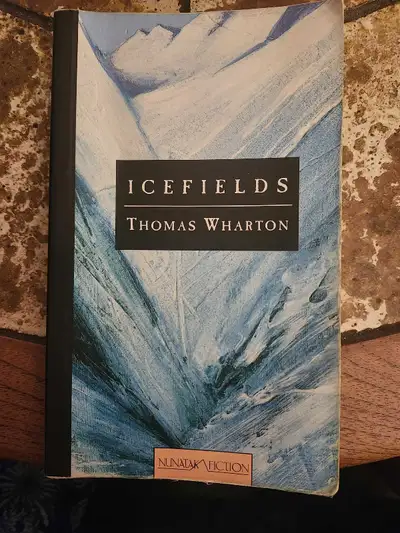 ICEFIELDS
THOMAS WHARTON
NUNATAK FICTION